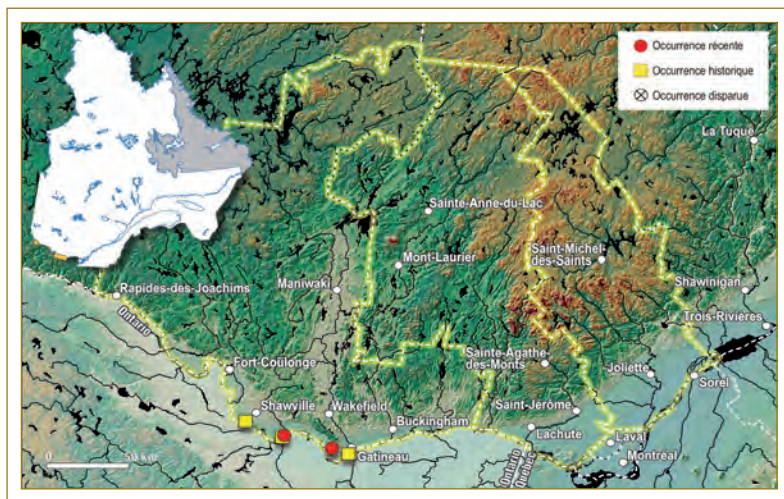 Occurrence récente
Occurrence historique
Occurrence disparue
La Tuque
Sainte-Anne-du-Lac
Saint-Michel
des-Saints
Mont-Laurier
Maniwaki
Shawinigan
Rapides-des-Joachims
Ontario
Trois-Rivières
Fort-Coulonge
Sainte-Agathe
des-Monts
Joliette
Sorel
Shawville
Wakefield
Saint-Jérôme
Buckingham
Lachute
Laval
Gatineau
Montréal
Ontario
Québec
0 50 km